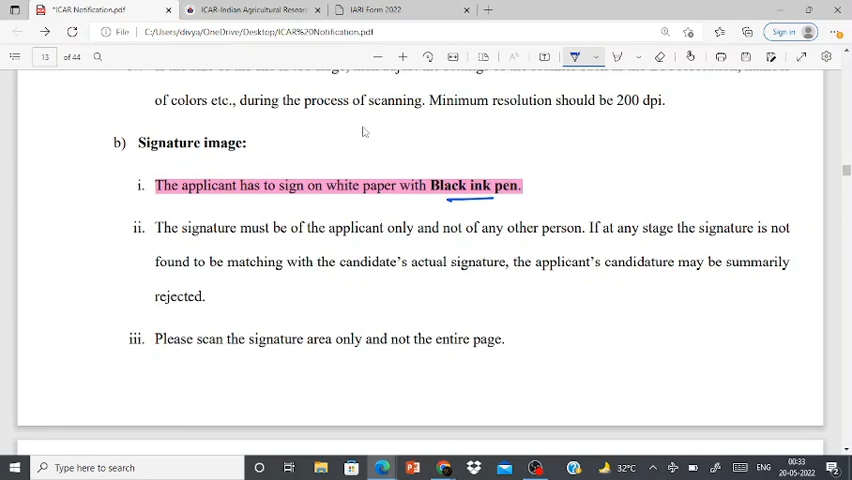 *ICAR Notification.pdf
ICAR-Indian Agricultural Resear
IARI Form 2022
File
C:/Users/divya/OneDrive/Desktop/ICAR%20Notification.pdf
Sign in
13 of 44
of colors etc., during the process of scanning. Minimum resolution should be 200 dpi.
b) Signature image:
i. The applicant has to sign on white paper with Black ink pen.
ii. The signature must be of the applicant only and not of any other person. If at any stage the signature is not
found to be matching with the candidate's actual signature, the applicant's candidature may be summarily
rejected.
iii. Please scan the signature area only and not the entire page.
Type here to search
32°C
ENG
00:33
20-05-2022
2